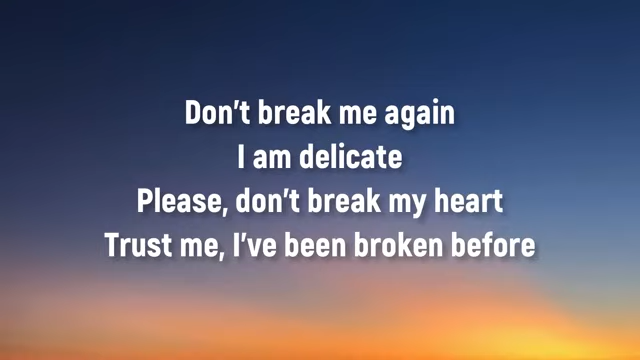 Don’t break me again
I am delicate
Please, don’t break my heart
Trust me, I’ve been broken before